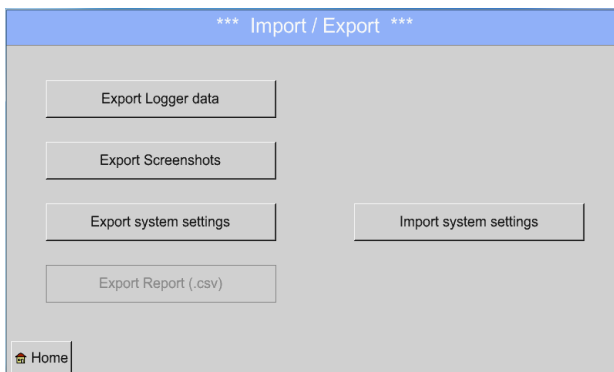 *** Import / Export ***
Export Logger data
Export Screenshots
Export system settings
Import system settings
Export Report (.csv)
Home